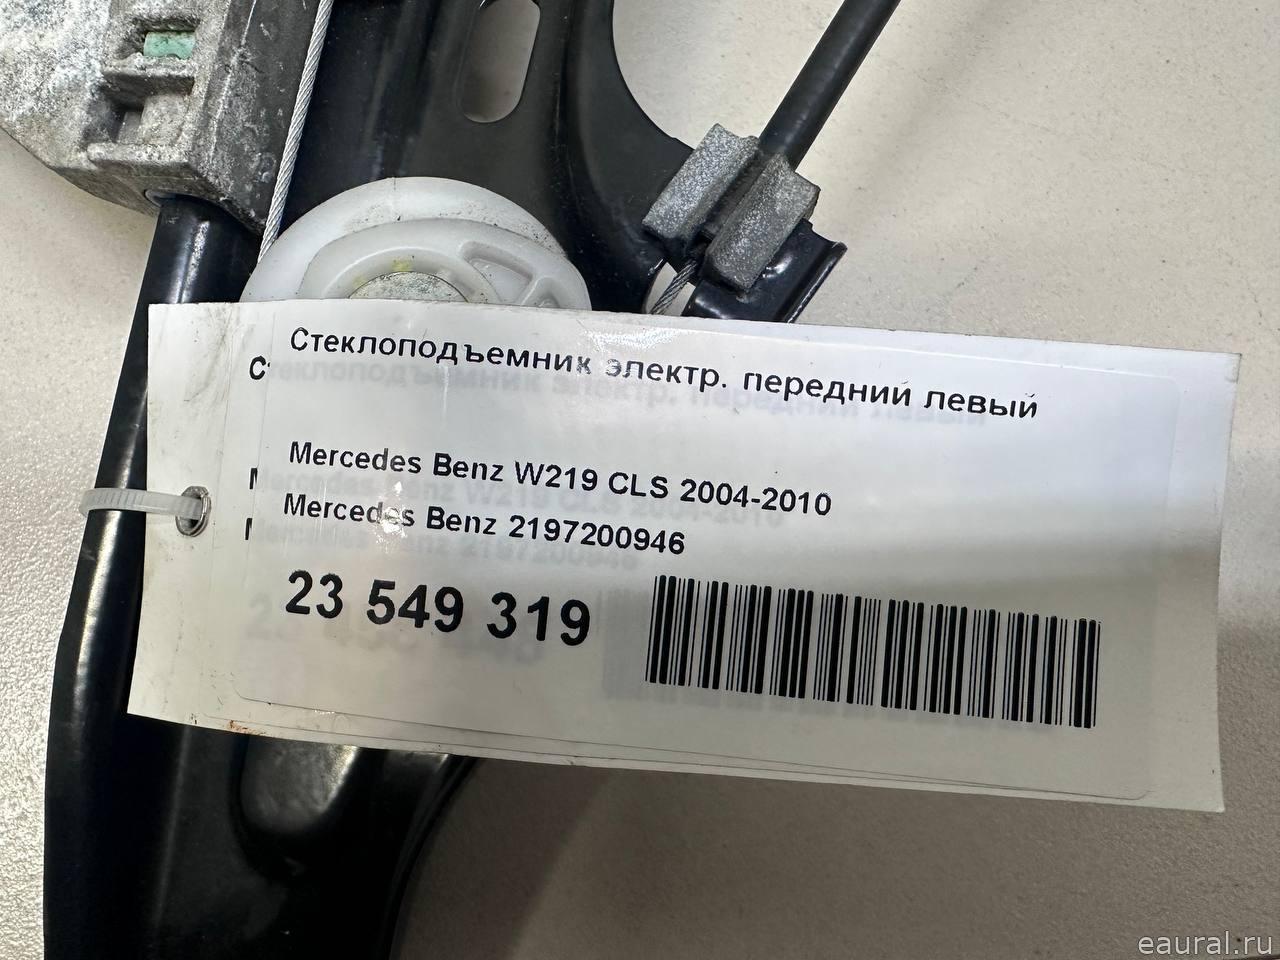 Стеклоподъемник электр. передний левый
Mercedes Benz W219 CLS 2004-2010
Mercedes Benz 2197200946
23 549 319
eaural.ru